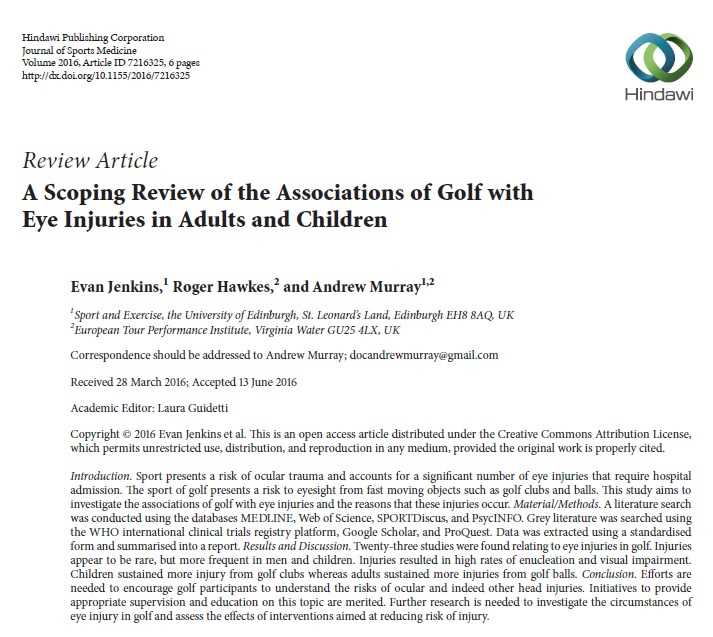 Hindawi Publishing Corporation
Journal of Sports Medicine
Volume 2016, Article ID 7216325, 6 pages
http://dx.doi.org/10.1155/2016/7216325
Hindawi
Review Article
A Scoping Review of the Associations of Golf with
Eye Injuries in Adults and Children
Evan Jenkins,1 Roger Hawkes,2 and Andrew Murray1,2
1Sport and Exercise, the University of Edinburgh, St. Leonard's Land, Edinburgh EH8 8AQ, UK
2European Tour Performance Institute, Virginia Water GU25 4LX, UK
Correspondence should be addressed to Andrew Murray; docandrewmurray@gmail.com
Received 28 March 2016; Accepted 13 June 2016
Academic Editor: Laura Guidetti
Copyright © 2016 Evan Jenkins et al. This is an open access article distributed under the Creative Commons Attribution License,
which permits unrestricted use, distribution, and reproduction in any medium, provided the original work is properly cited.
Introduction. Sport presents a risk of ocular trauma and accounts for a significant number of eye injuries that require hospital
admission. The sport of golf presents a risk to eyesight from fast moving objects such as golf clubs and balls. This study aims to
investigate the associations of golf with eye injuries and the reasons that these injuries occur. Material/Methods. A literature search
was conducted using the databases MEDLINE, Web of Science, SPORTDiscus, and PsycINFO. Grey literature was searched using
the WHO international clinical trials registry platform, Google Scholar, and ProQuest. Data was extracted using a standardised
form and summarised into a report. Results and Discussion. Twenty-three studies were found relating to eye injuries in golf. Injuries
appear to be rare, but more frequent in men and children. Injuries resulted in high rates of enucleation and visual impairment.
Children sustained more injury from golf clubs whereas adults sustained more injuries from golf balls. Conclusion. Efforts are
needed to encourage golf participants to understand the risks of ocular and indeed other head injuries. Initiatives to provide
appropriate supervision and education on this topic are merited. Further research is needed to investigate the circumstances of
eye injury in golf and assess the effects of interventions aimed at reducing risk of injury.